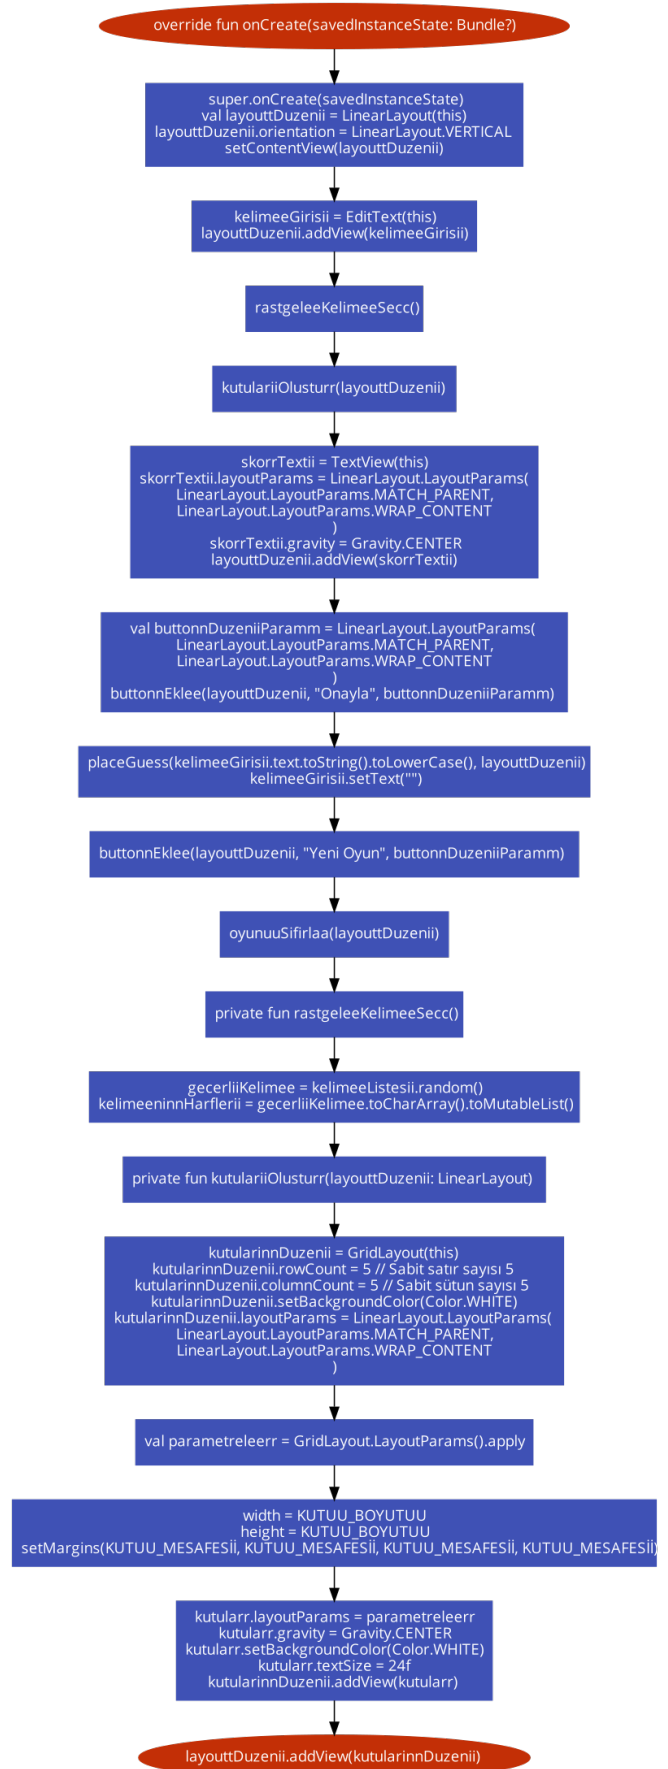 override fun onCreate(savedInstanceState: Bundle?)
super.onCreate(savedInstanceState)
val layouttDuzenii = LinearLayout(this)
layouttDuzenii.orientation = LinearLayout.VERTICAL
setContentView(layouttDuzenii)
kelimeeGirisii = EditText(this)
layouttDuzenii.addView(kelimeeGirisii)
rastgeleeKelimeeSecc()
kutulariiOlusturr(layouttDuzenii)
skorrTextii = TextView(this)
skorrTextii.layoutParams = LinearLayout.LayoutParams(
LinearLayout.LayoutParams.MATCH_PARENT,
LinearLayout.LayoutParams.WRAP_CONTENT
)
skorrTextii.gravity = Gravity.CENTER
layouttDuzenii.addView(skorrTextii)
val buttonnDuzeniiParamm = LinearLayout.LayoutParams(
LinearLayout.LayoutParams.MATCH_PARENT,
LinearLayout.LayoutParams.WRAP_CONTENT
)
buttonnEklee(layouttDuzenii, "Onayla", buttonnDuzeniiParamm)
placeGuess(kelimeeGirisii.text.toString().toLowerCase(), layouttDuzenii)
kelimeeGirisii.setText("")
buttonnEklee(layouttDuzenii, "Yeni Oyun", buttonnDuzeniiParamm)
oyunuuSifirlaa(layouttDuzenii)
private fun rastgeleeKelimeeSecc()
gecerliiKelimee = kelimeeListesii.random()
kelimeeninnHarflerii = gecerliiKelimee.toCharArray().toMutableList()
private fun kutulariiOlusturr(layouttDuzenii: LinearLayout)
kutularinnDuzenii = GridLayout(this)
kutularinnDuzenii.rowCount = 5 // Sabit satır sayısı 5
kutularinnDuzenii.columnCount = 5 // Sabit sütun sayısı 5
kutularinnDuzenii.setBackgroundColor(Color.WHITE)
kutularinnDuzenii.layoutParams = LinearLayout.LayoutParams(
LinearLayout.LayoutParams.MATCH_PARENT,
LinearLayout.LayoutParams.WRAP_CONTENT
)
val parametreleerr = GridLayout.LayoutParams().apply
width = KUTUU_BOYUTUU
height = KUTUU_BOYUTUU
setMargins(KUTUU_MESAFESİİ, KUTUU_MESAFESİİ, KUTUU_MESAFESİİ, KUTUU_MESAFESİİ)
kutularr.layoutParams = parametreleerr
kutularr.gravity = Gravity.CENTER
kutularr.setBackgroundColor(Color.WHITE)
kutularr.textSize = 24f
kutularinnDuzenii.addView(kutularr)
layouttDuzenii.addView(kutularinnDuzenii)